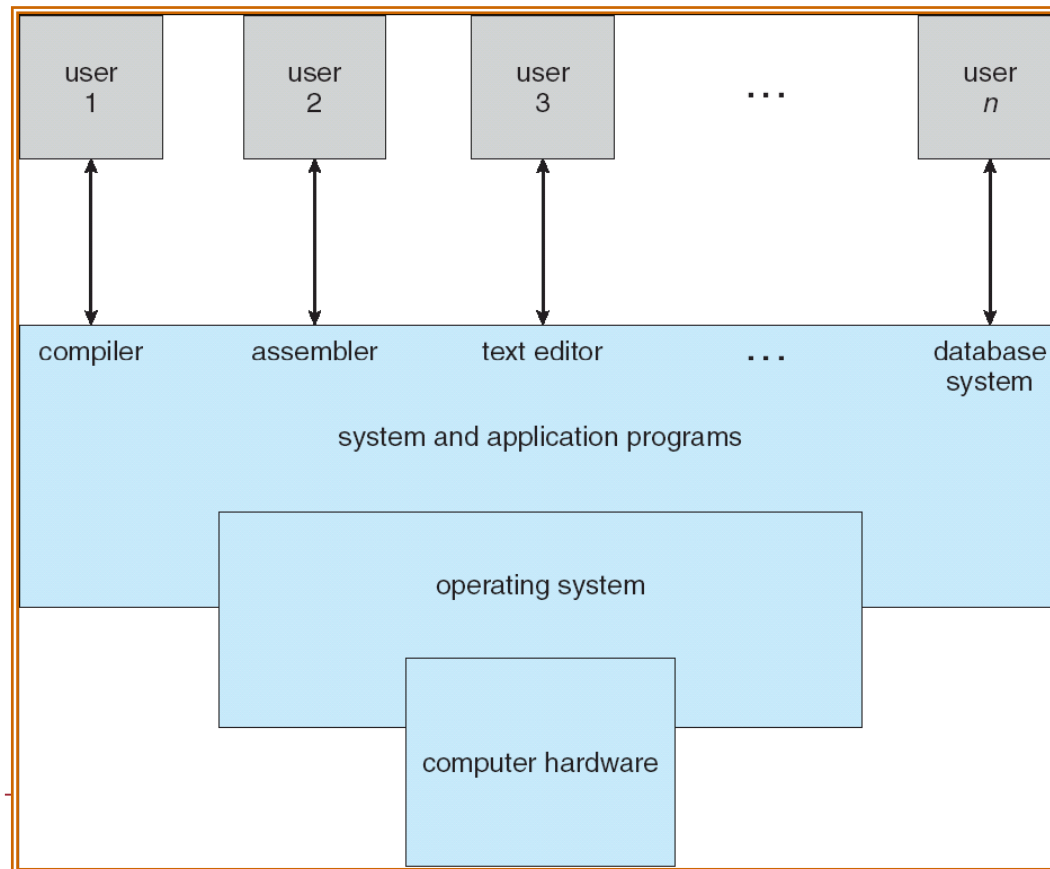 user
1
user
2
user
3
...
user
n
compiler
assembler
text editor
...
database
system
system and application programs
operating system
computer hardware